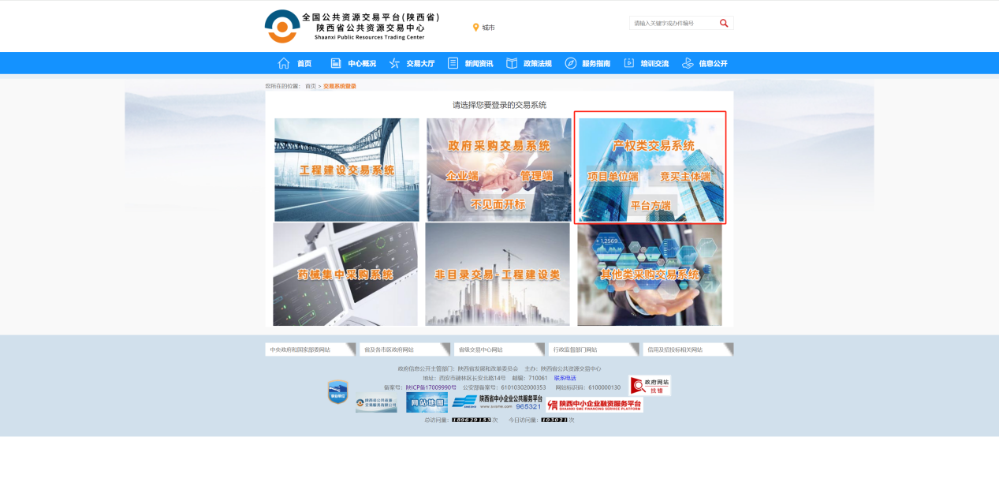 全国公共资源交易平台(陕西省)
陕西省公共资源交易中心
Shaanxi Public Resources Trading Center
城市
请输入关键字或办件编号
首页 中心概况 交易大厅 新闻资讯 政策法规 服务指南 培训交流 信息公开
您所在的位置: 首页 > 交易系统登录
请选择您要登录的交易系统
工程建设交易系统
政府采购交易系统
企业端 管理端
不见面开标
产权类交易系统
项目单位端 竞买主体端
平台方端
药械集中采购系统
非目录交易-工程建设类
+1.2569
其他类采购交易系统
中央政府和国家部委网站 省及各市区政府网站 省级交易中心网站 行政监督部门网站 信用及招投标相关网站
政府信息公开主管部门: 陕西省发展和改革委员会 主办: 陕西省公共资源交易中心
地址: 西安市碑林区长安北路14号 邮编: 710061 联系电话
备案号: 陕ICP备17009990号 公安部备案号: 61010302000353 网站标识码: 6100000130
政府网站
找错
事业单位
陕西省公共资源
交易服务有限公司
网站地图
陕西省中小企业公共服务平台
www.sxsme.com 965321
陕西中小企业融资服务平台
SHAANXI SME FINANCING SERVICE PLATFORM
总访问量: 189629153 次 今日访问量: 103021 次